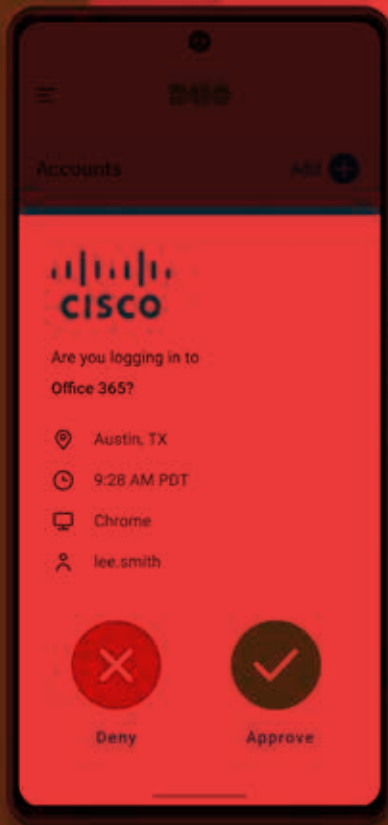 Accounts
Add
CISCO
Are you logging in to
Office 365?
Austin, TX
9:28 AM PDT
Chrome
lee.smith
Deny
Approve